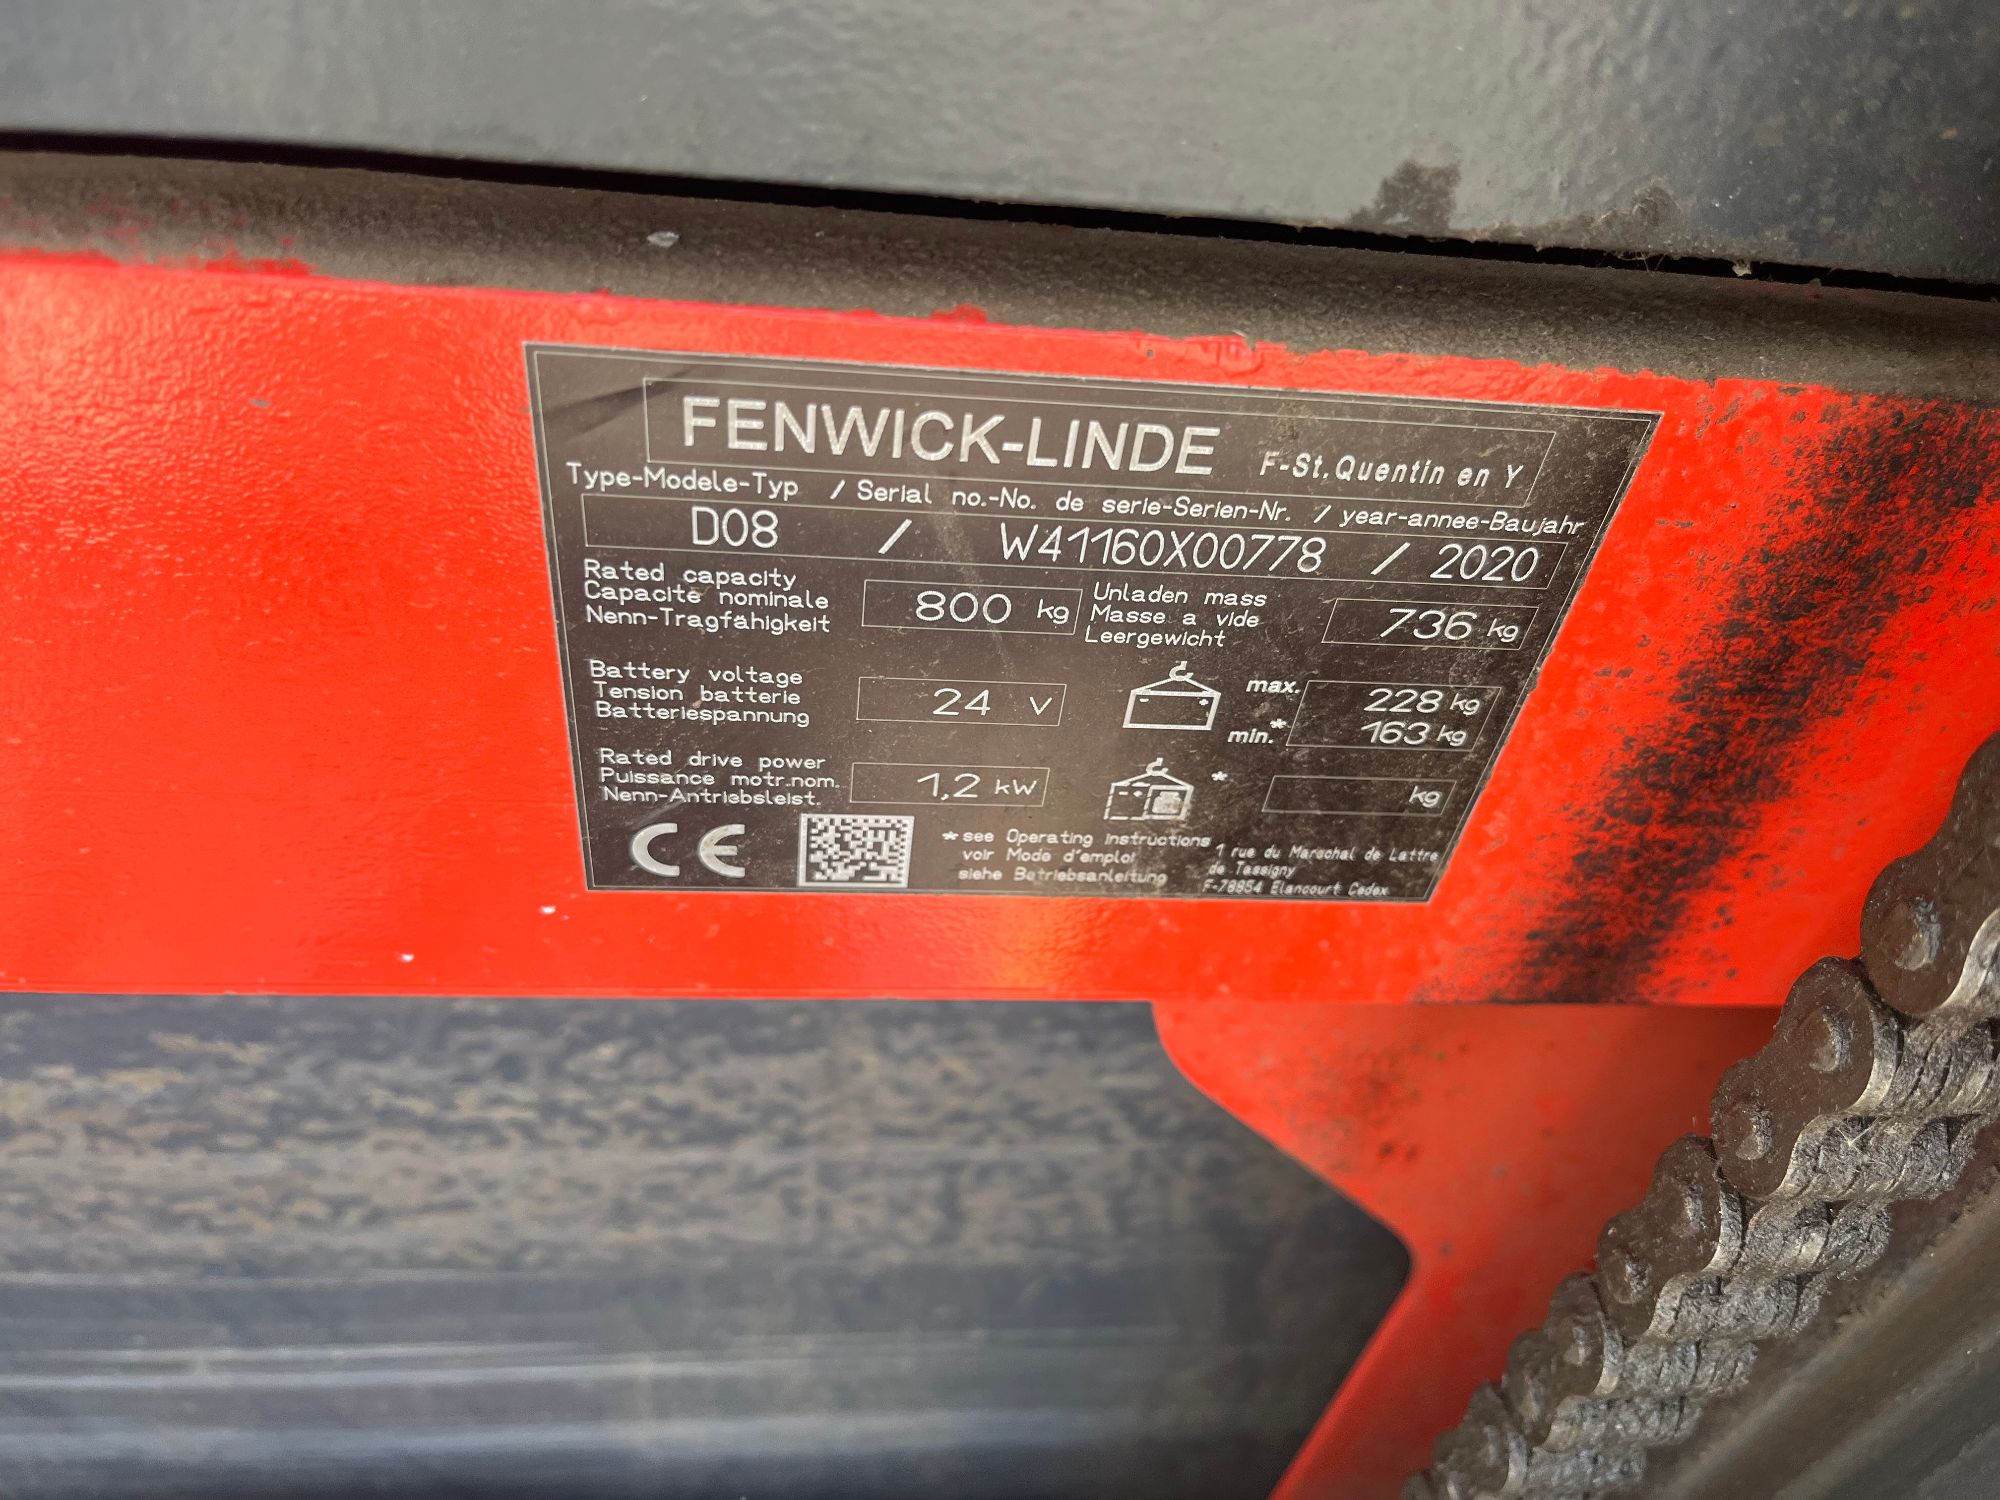 FENWICK-LINDE F-St.Quentin en Y
Type-Modele-Typ / Serial no.-No. de serie-Serien-Nr. / year-annee-Baujahr
D08 / W41160X00778 / 2020
Rated capacity
Capacite nominale
Nenn-Tragfähigkeit
800 kg
Unladen mass
Masse a vide
Leergewicht
736 kg
Battery voltage
Tension batterie
Batteriespannung
24 V
max. 228 kg
min.* 163 kg
Rated drive power
Puissance motr.nom.
Nenn-Antriebsleist.
1,2 kW
* kg
CE
* see Operating instructions
voir Mode d'emploi
siehe Betriebsanleitung
1 rue du Marechal de Lattre
de Tassigny
F-78854 Elancourt Cedex